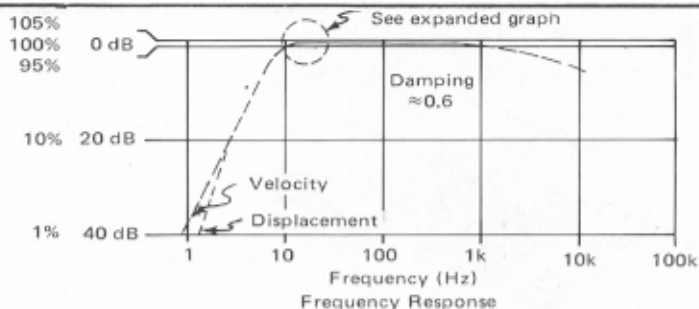 See expanded graph
105%
100% 0 dB
95%
Damping
≈0.6
10% 20 dB
Velocity
Displacement
1% 40 dB
1 10 100 1k 10k 100k
Frequency (Hz)
Frequency Response